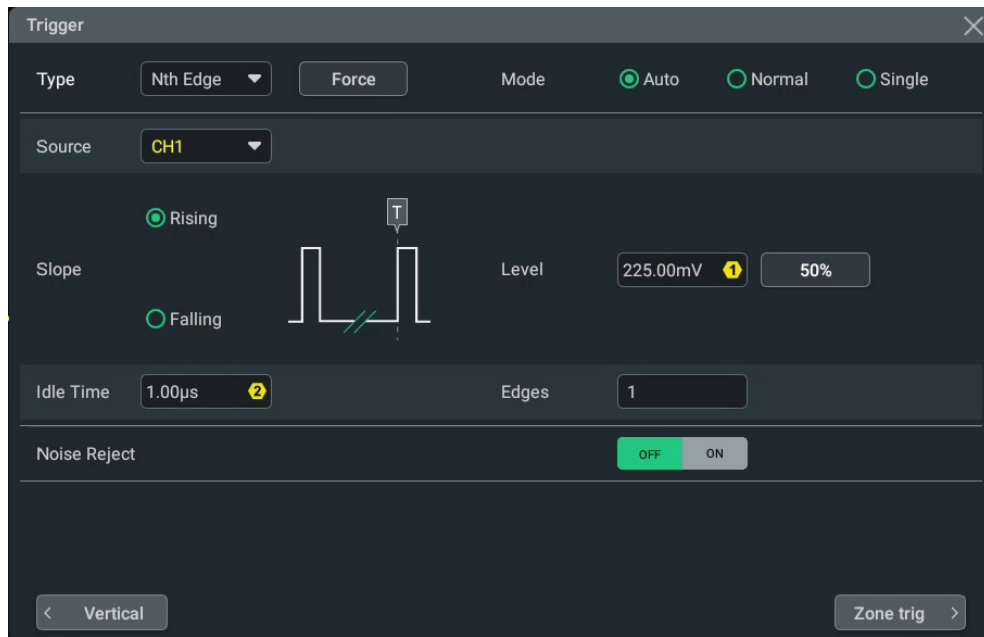 Trigger
Type Nth Edge Force Mode Auto Normal Single
Source CH1
Rising
T
Slope Level 225.00mV 1 50%
Falling
Idle Time 1.00µs 2 Edges 1
Noise Reject OFF ON
< Vertical Zone trig >